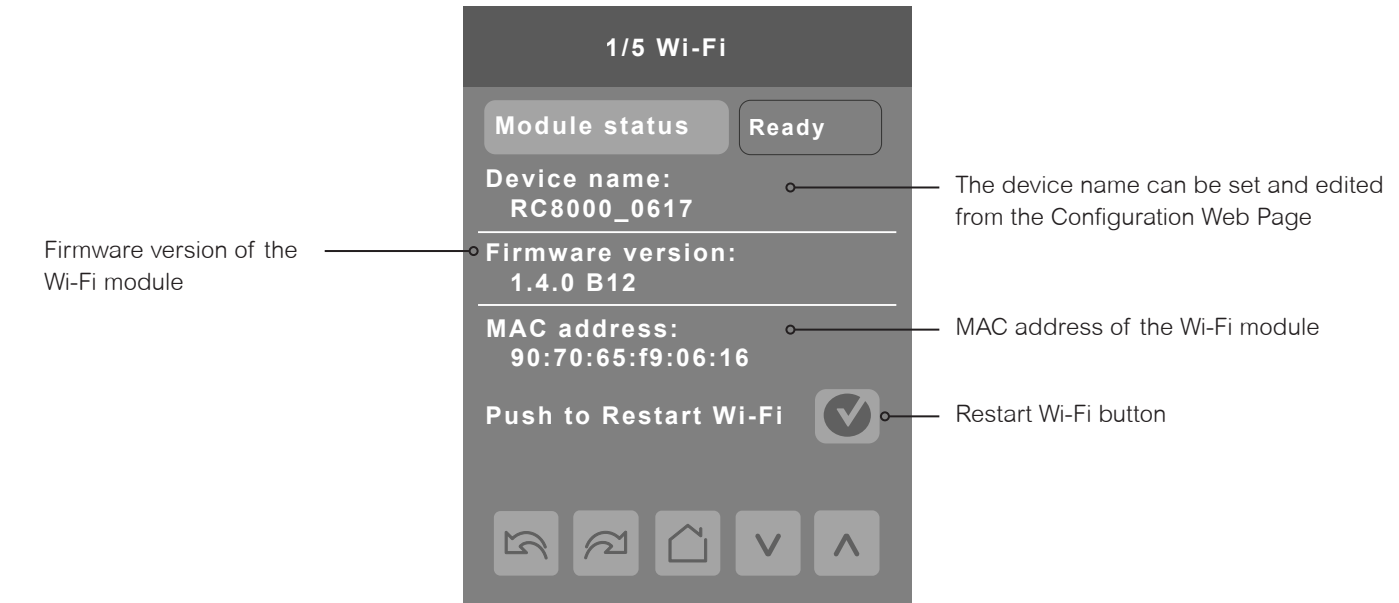 1/5 Wi-Fi
Module status
Ready
Device name:
RC8000_0617
The device name can be set and edited
from the Configuration Web Page
Firmware version of the
Wi-Fi module
Firmware version:
1.4.0 B12
MAC address:
90:70:65:f9:06:16
MAC address of the Wi-Fi module
Push to Restart Wi-Fi
Restart Wi-Fi button